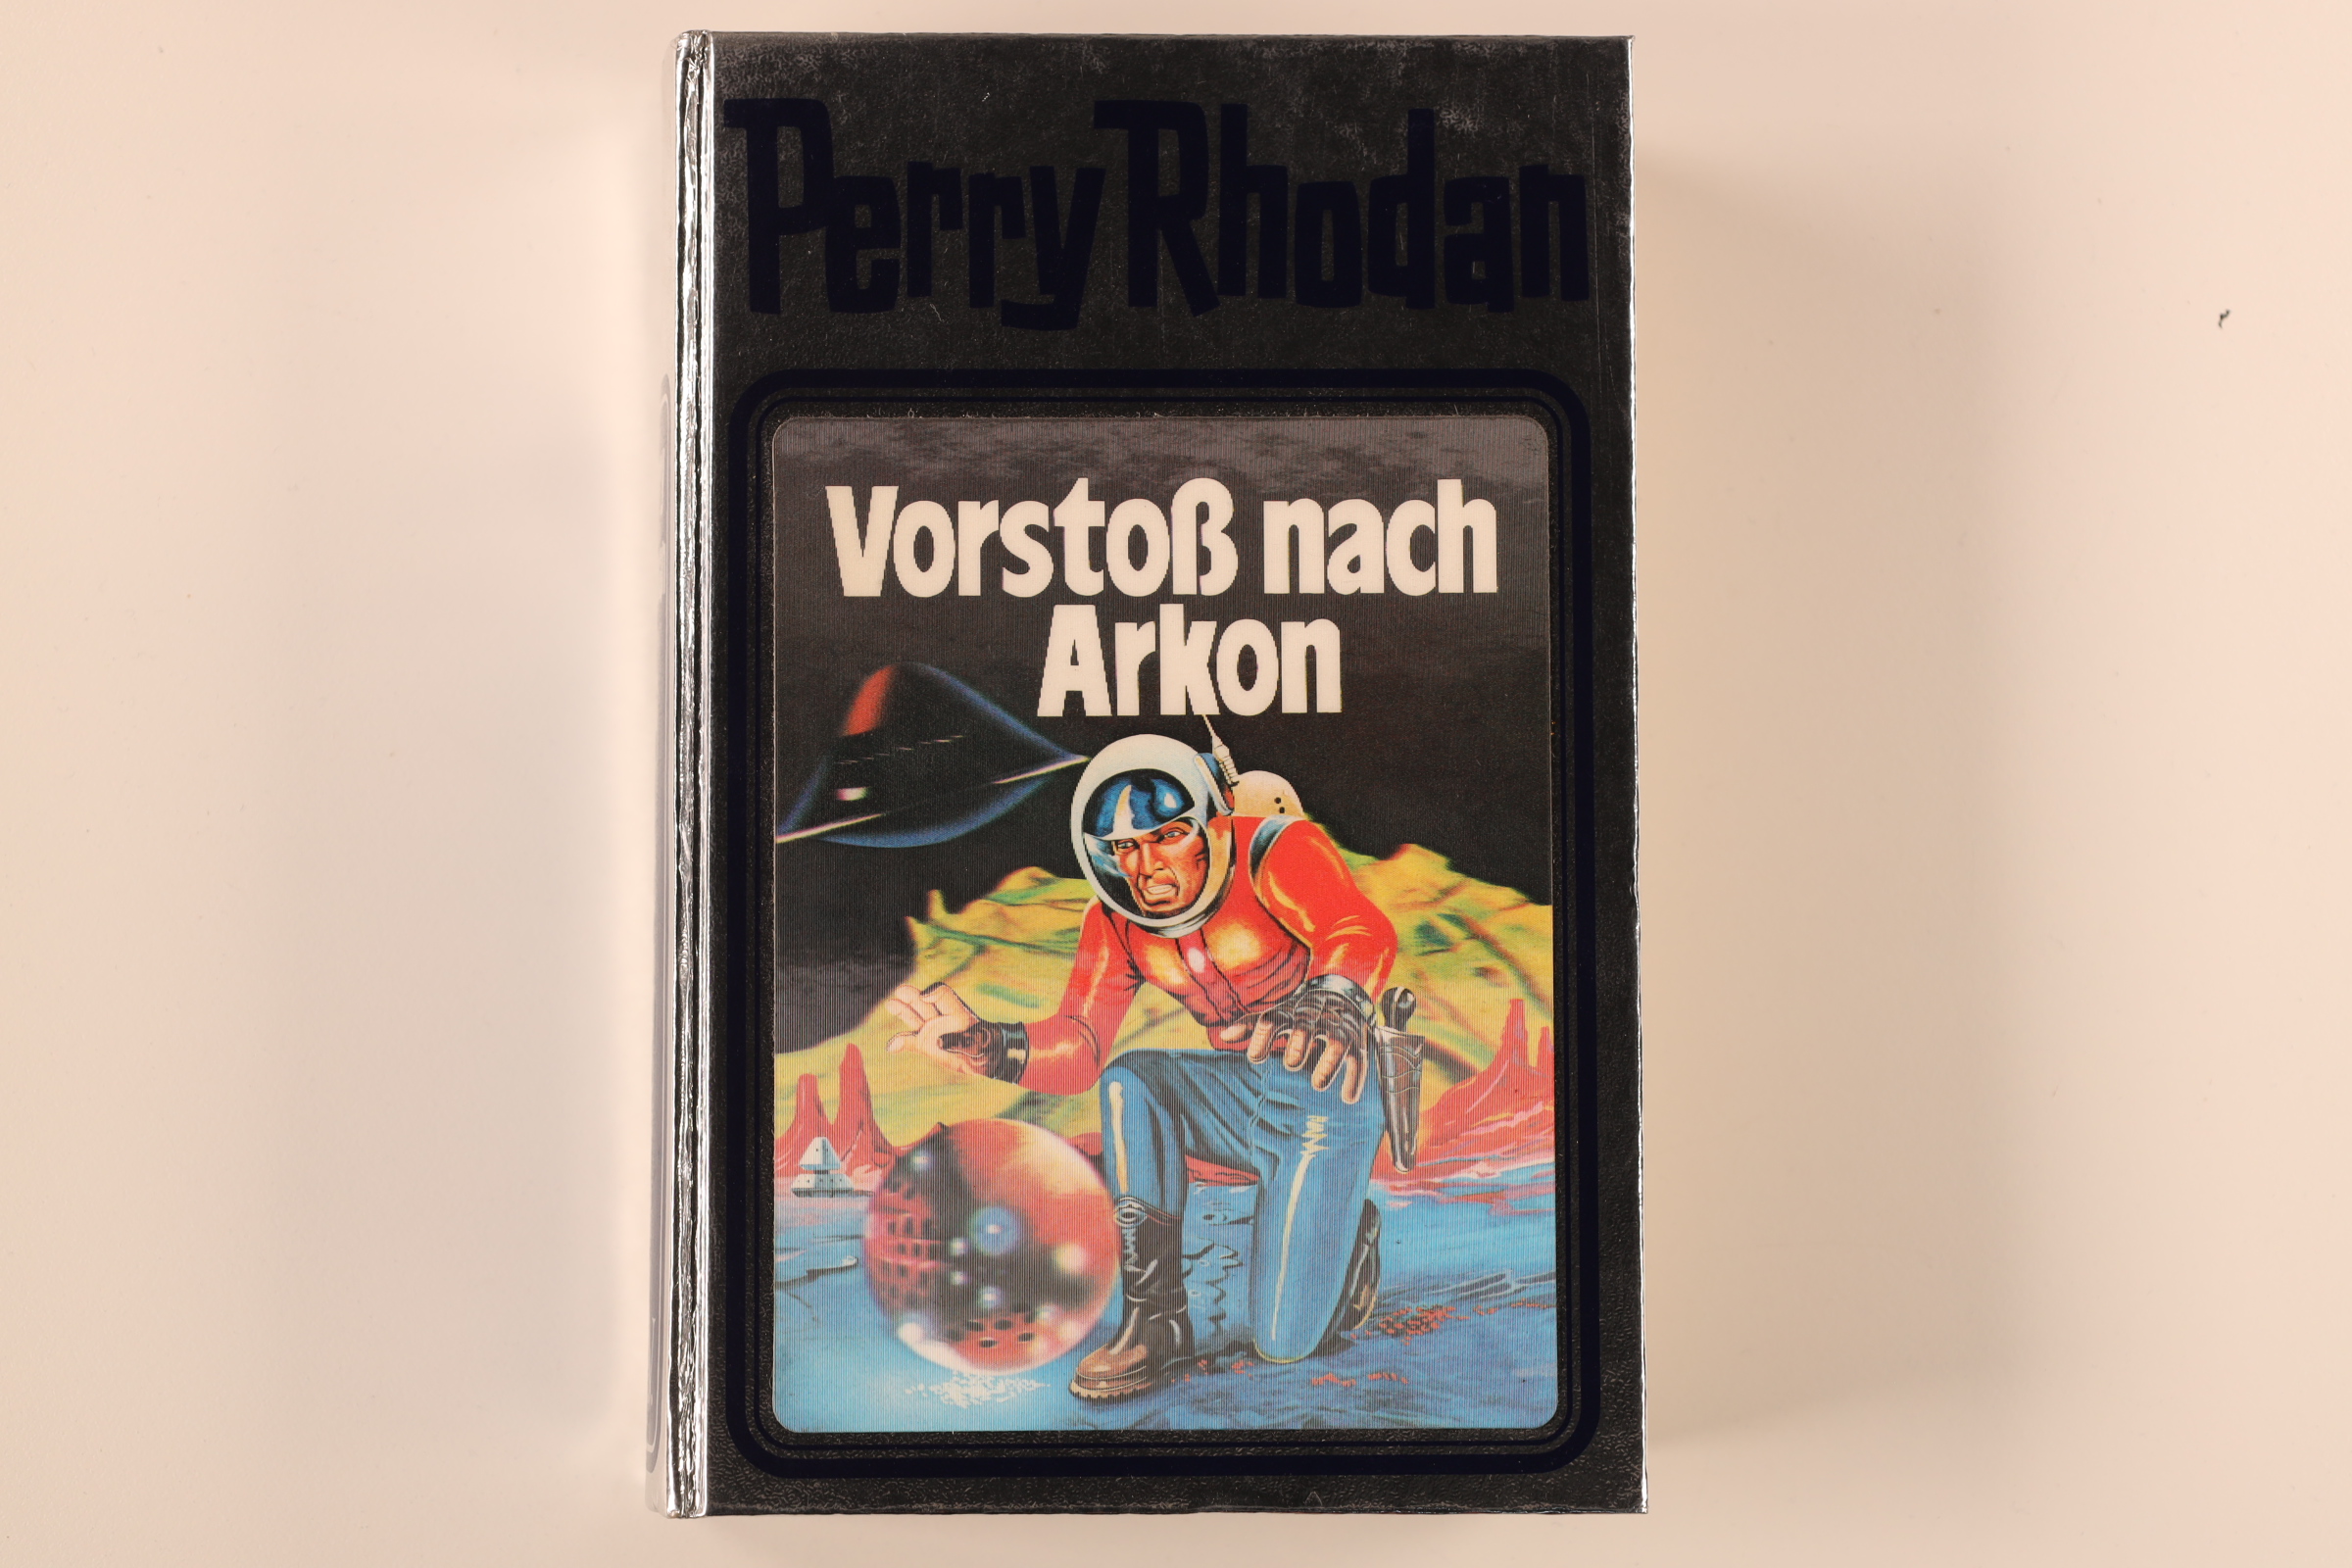 Perry Rhodan
Vorstoß nach
Arkon